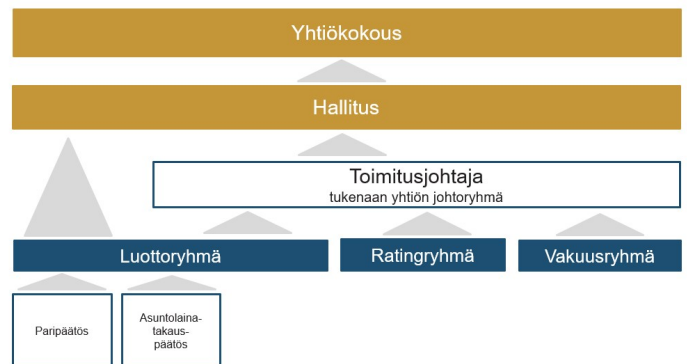 Yhtiökokous
Hallitus
Toimitusjohtaja
tukenaan yhtiön johtoryhmä
Luottoryhmä
Ratingryhmä
Vakuusryhmä
Paripäätös
Asuntolaina-
takaus-
päätös